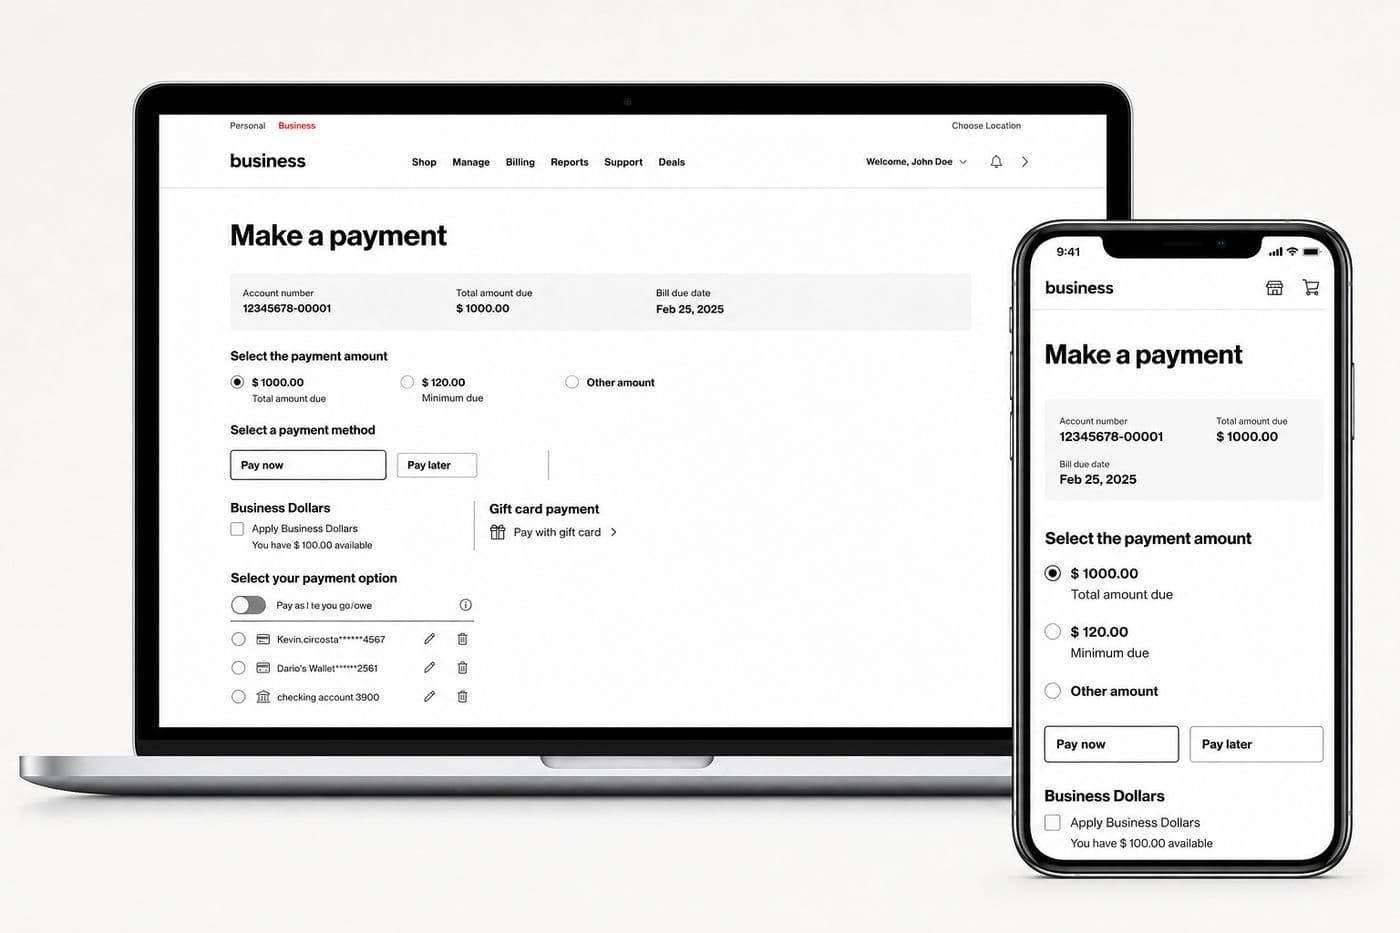 Personal Business Choose Location
business Shop Manage Billing Reports Support Deals Welcome, John Doe
Make a payment
Account number Total amount due Bill due date
12345678-00001 $ 1000.00 Feb 25, 2025
Select the payment amount
$ 1000.00 $ 120.00 Other amount
Total amount due Minimum due
Select a payment method
Pay now Pay later
Business Dollars Gift card payment
Apply Business Dollars Pay with gift card
You have $ 100.00 available
Select your payment option
Pay as l te you go/owe
Kevin.circosta******4567
Dario's Wallet******2561
checking account 3900
9:41
business
Make a payment
Account number Total amount due
12345678-00001 $ 1000.00
Bill due date
Feb 25, 2025
Select the payment amount
$ 1000.00
Total amount due
$ 120.00
Minimum due
Other amount
Pay now Pay later
Business Dollars
Apply Business Dollars
You have $ 100.00 available